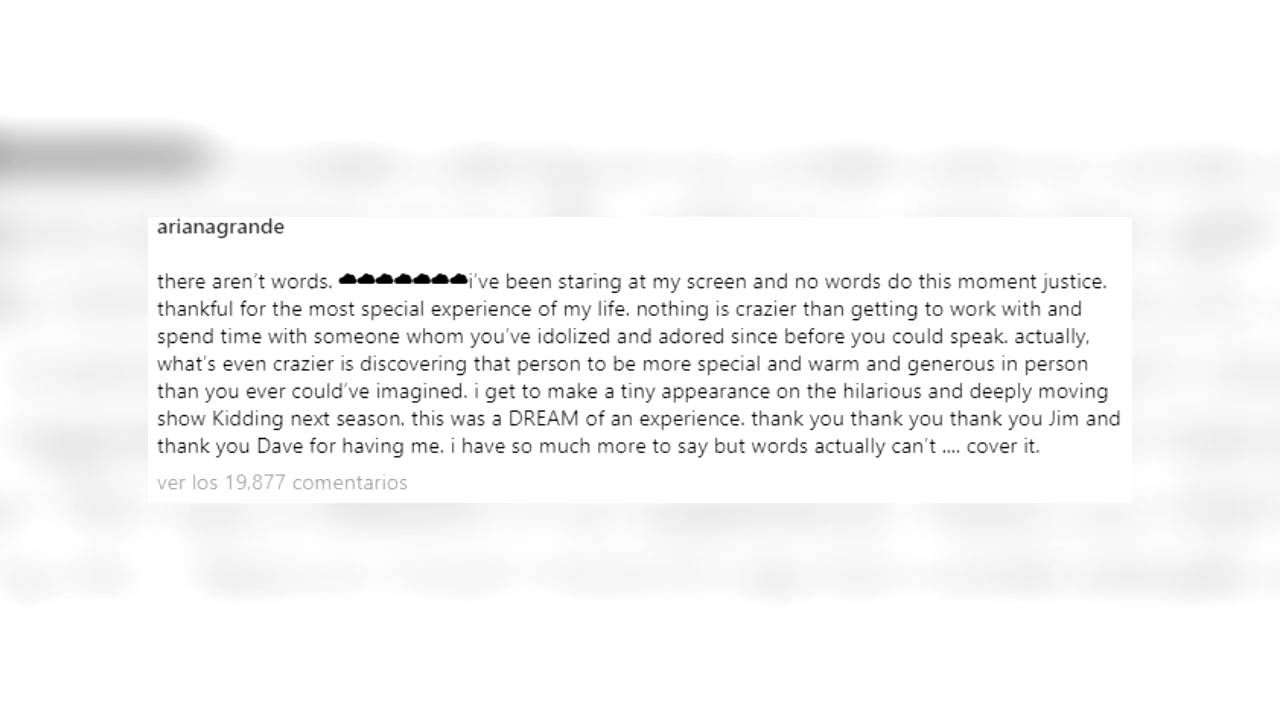 arianagrande
there aren't words. ☁☁☁☁☁☁☁i've been staring at my screen and no words do this moment justice.
thankful for the most special experience of my life. nothing is crazier than getting to work with and
spend time with someone whom you've idolized and adored since before you could speak. actually,
what's even crazier is discovering that person to be more special and warm and generous in person
than you ever could've imagined. i get to make a tiny appearance on the hilarious and deeply moving
show Kidding next season. this was a DREAM of an experience. thank you thank you thank you Jim and
thank you Dave for having me. i have so much more to say but words actually can't .... cover it.
ver los 19,877 comentarios